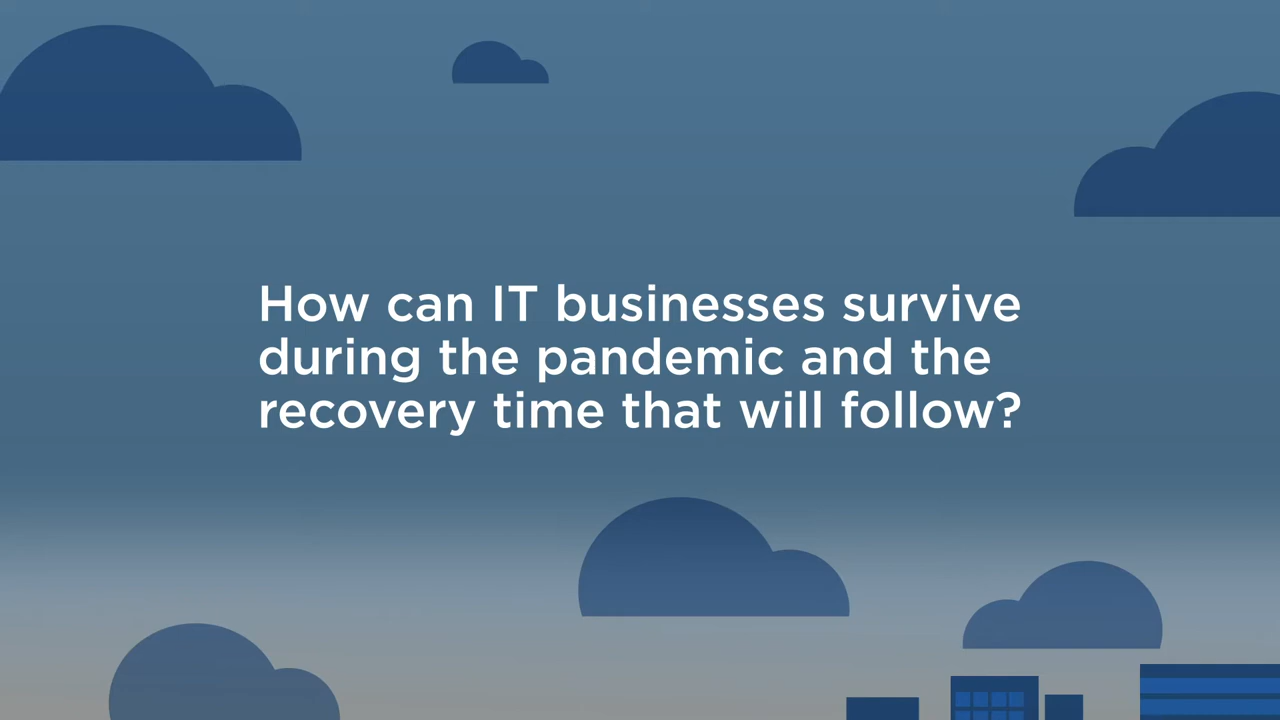 How can IT businesses survive
during the pandemic and the
recovery time that will follow?